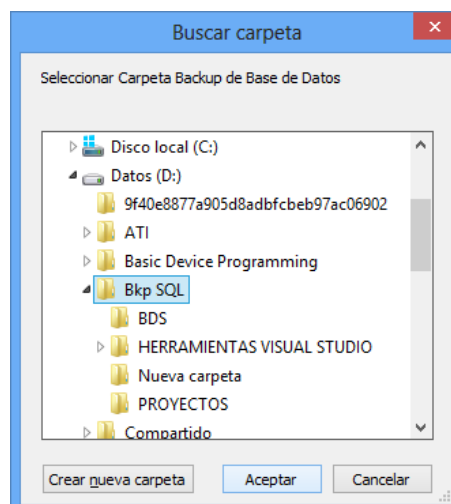 Buscar carpeta
Seleccionar Carpeta Backup de Base de Datos
Disco local (C:)
Datos (D:)
9f40e8877a905d8adbfcbeb97ac06902
ATI
Basic Device Programming
Bkp SQL
BDS
HERRAMIENTAS VISUAL STUDIO
Nueva carpeta
PROYECTOS
Compartido
Crear nueva carpeta Aceptar Cancelar